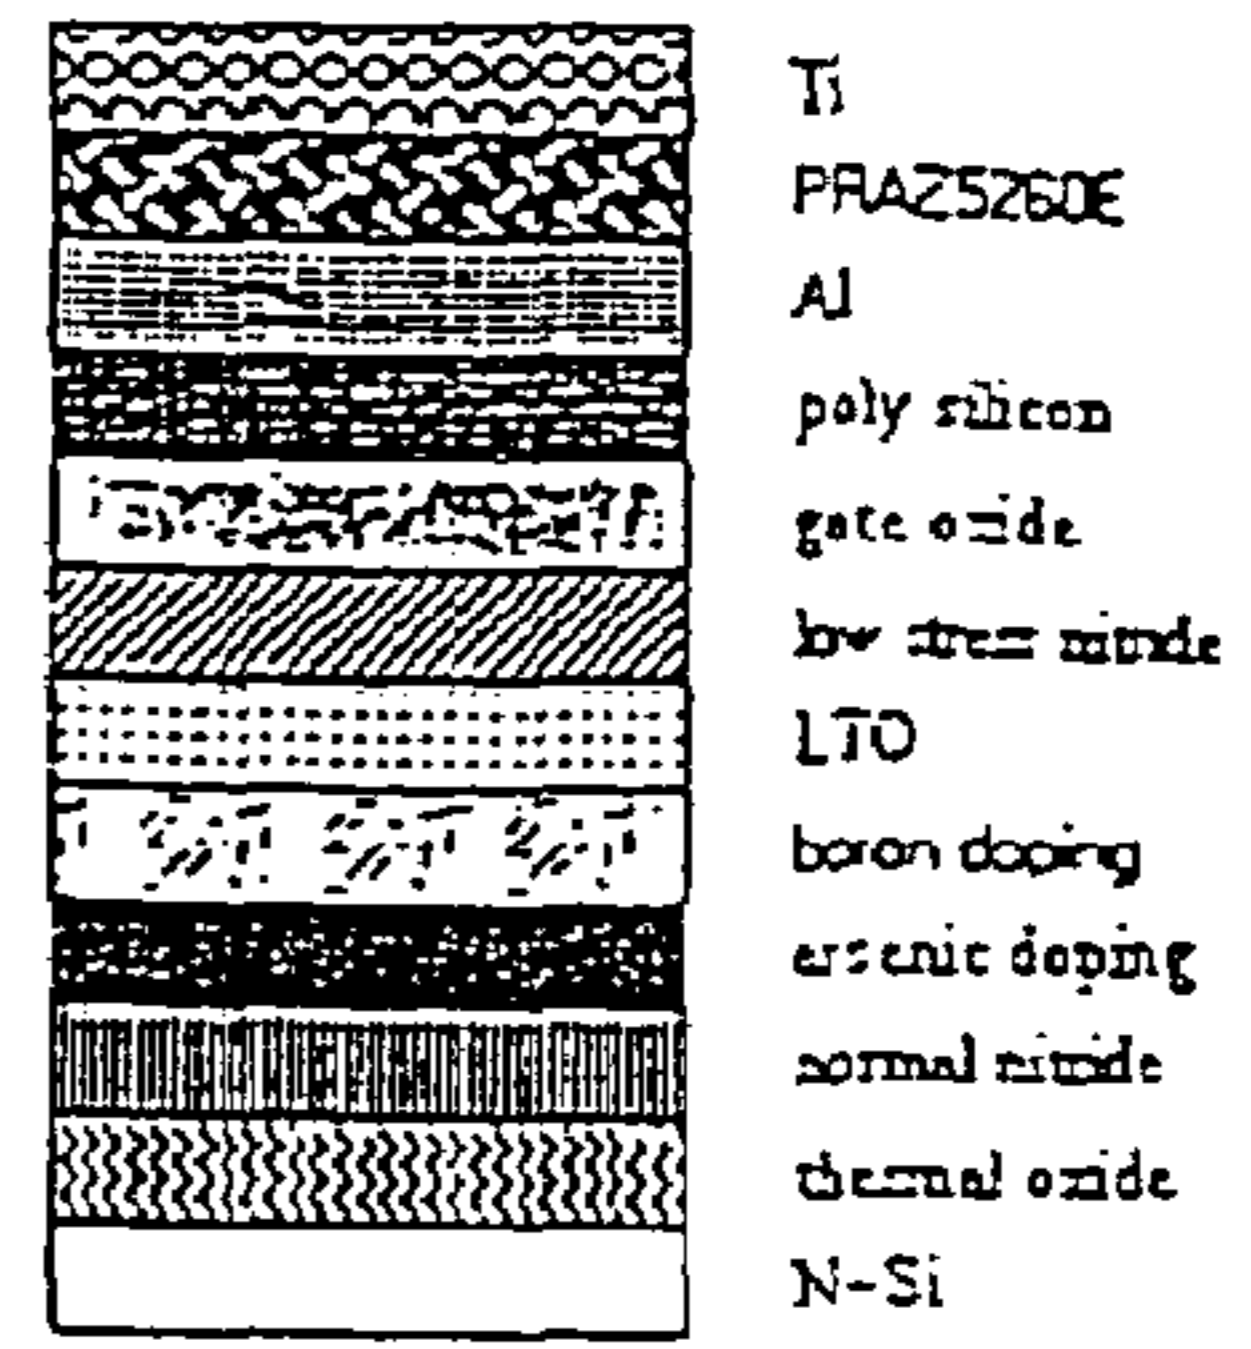 Ti
PRAZ5260E
Al
poly silicon
gate oxide
low stress nitride
LTO
boron doping
arsenic doping
normal nitride
thermal oxide
N-Si